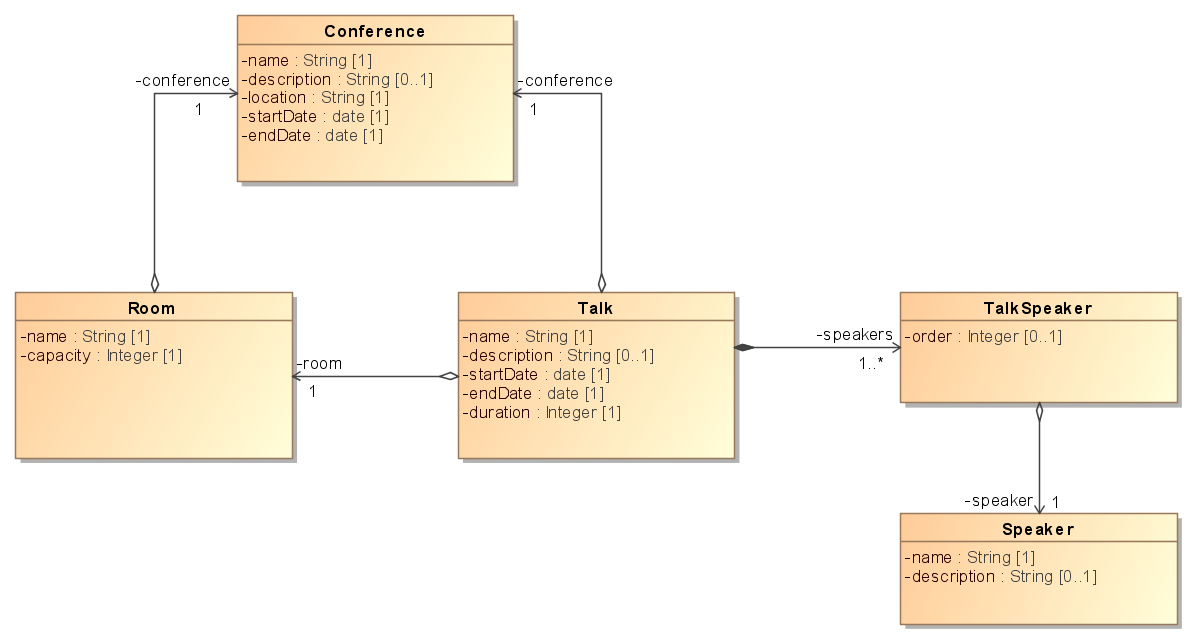 Conference
-name : String [1]
-description : String [0..1]
-location : String [1]
-startDate : date [1]
-endDate : date [1]
-conference
1
-conference
1
Room
-name : String [1]
-capacity : Integer [1]
-room
1
Talk
-name : String [1]
-description : String [0..1]
-startDate : date [1]
-endDate : date [1]
-duration : Integer [1]
-speakers
1..*
TalkSpeaker
-order : Integer [0..1]
-speaker
1
Speaker
-name : String [1]
-description : String [0..1]